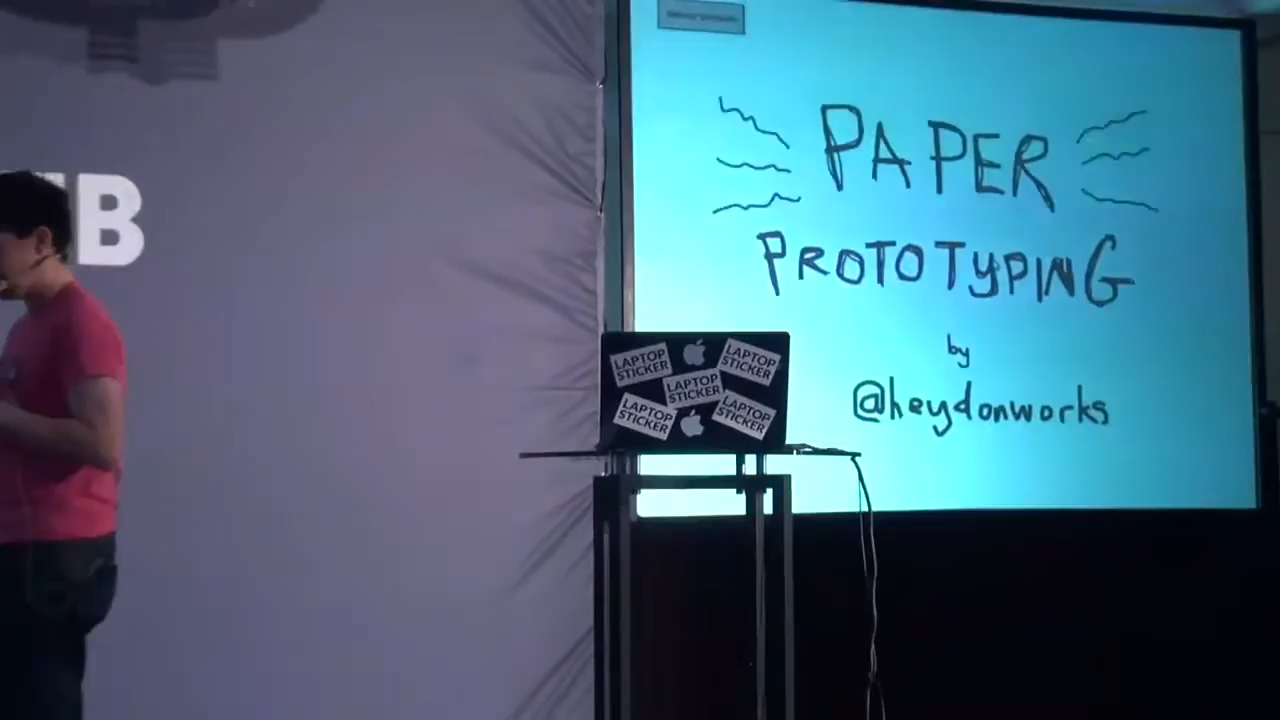 PAPER
PROTOTYPING
by
@heydonworks
B
LAPTOP
STICKER
LAPTOP
STICKER
LAPTOP
STICKER
LAPTOP
STICKER
LAPTOP
STICKER